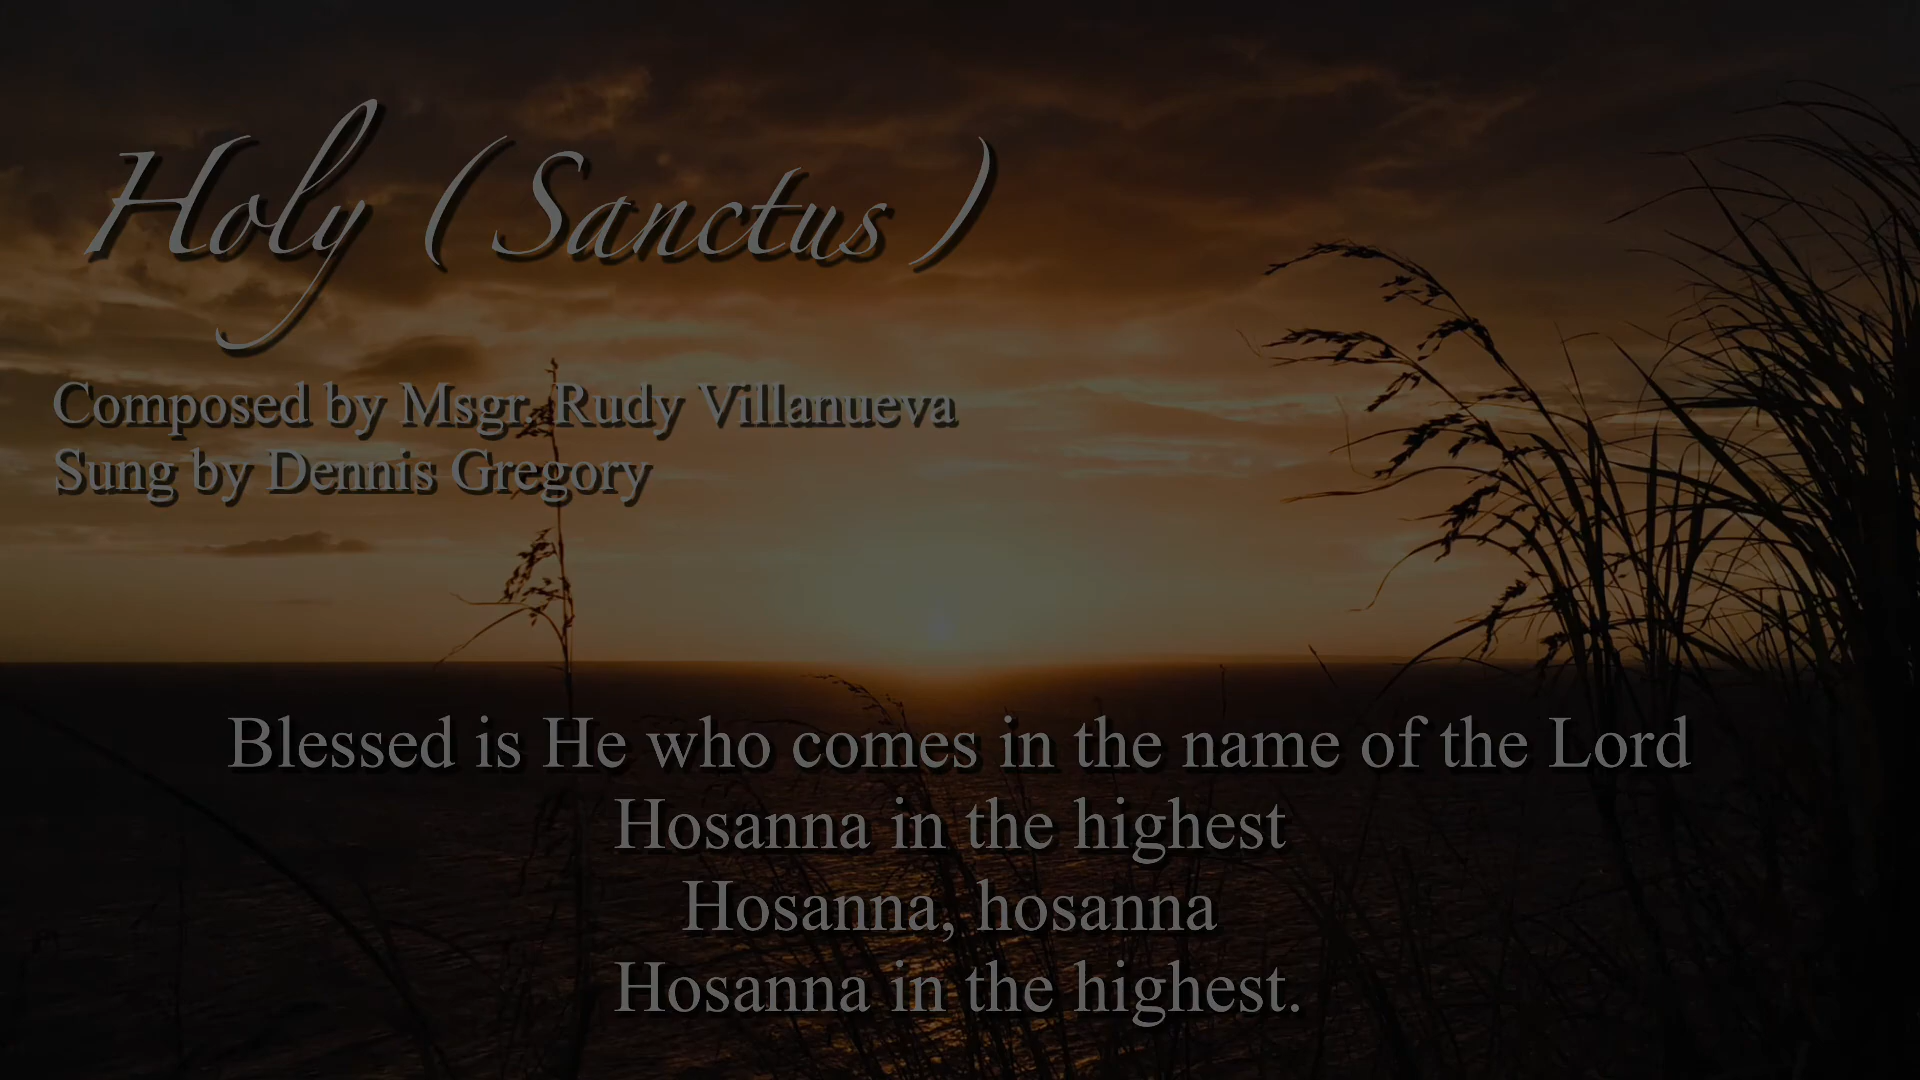 Holy (Sanctus)
Composed by Msgr. Rudy Villanueva
Sung by Dennis Gregory
Blessed is He who comes in the name of the Lord
Hosanna in the highest
Hosanna, hosanna
Hosanna in the highest.